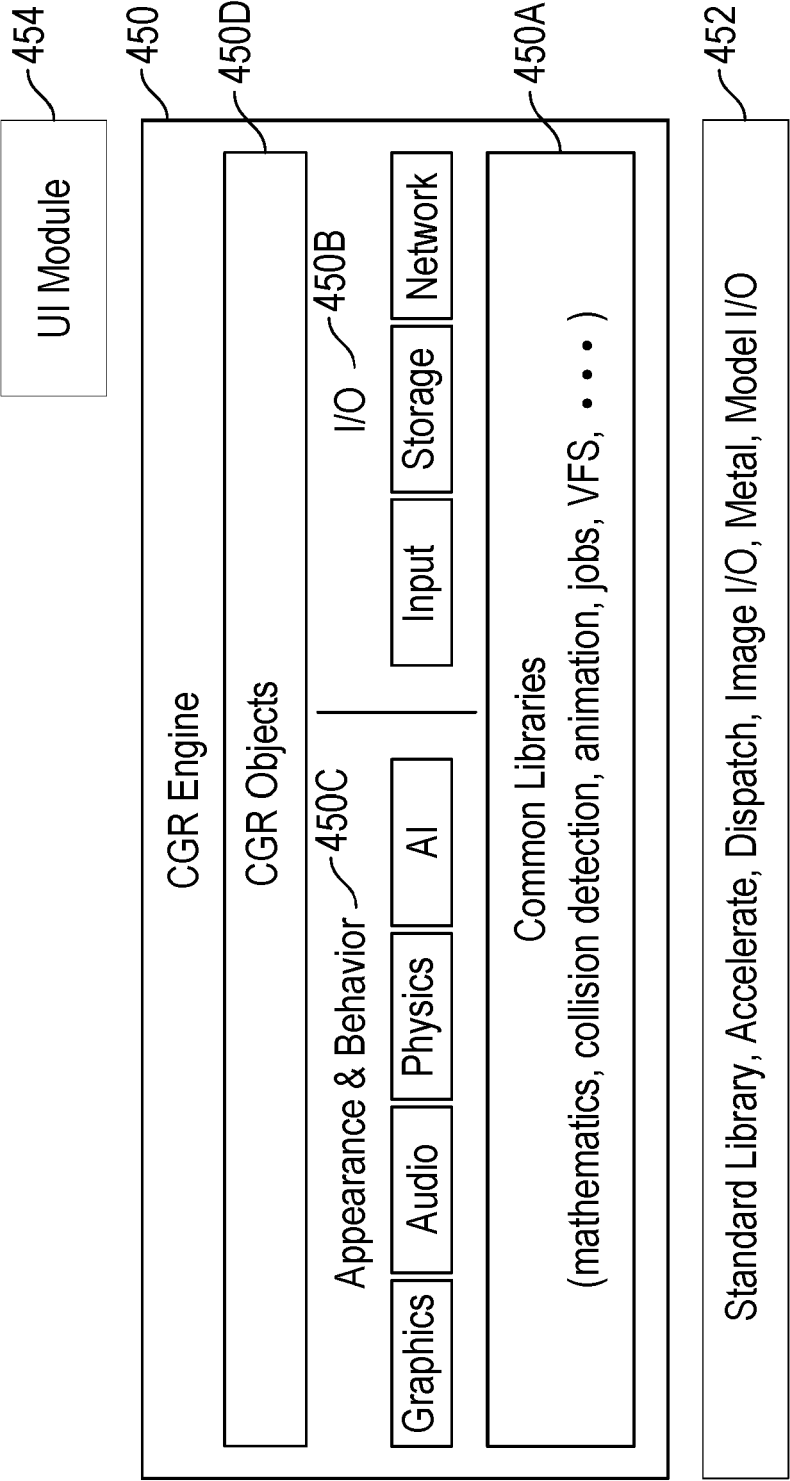 UI Module
454
CGR Engine
450
CGR Objects
450D
Appearance & Behavior
450C
I/O
450B
Graphics
Audio
Physics
AI
Input
Storage
Network
Common Libraries
(mathematics, collision detection, animation, jobs, VFS, • • • • )
450A
Standard Library, Accelerate, Dispatch, Image I/O, Metal, Model I/O
452